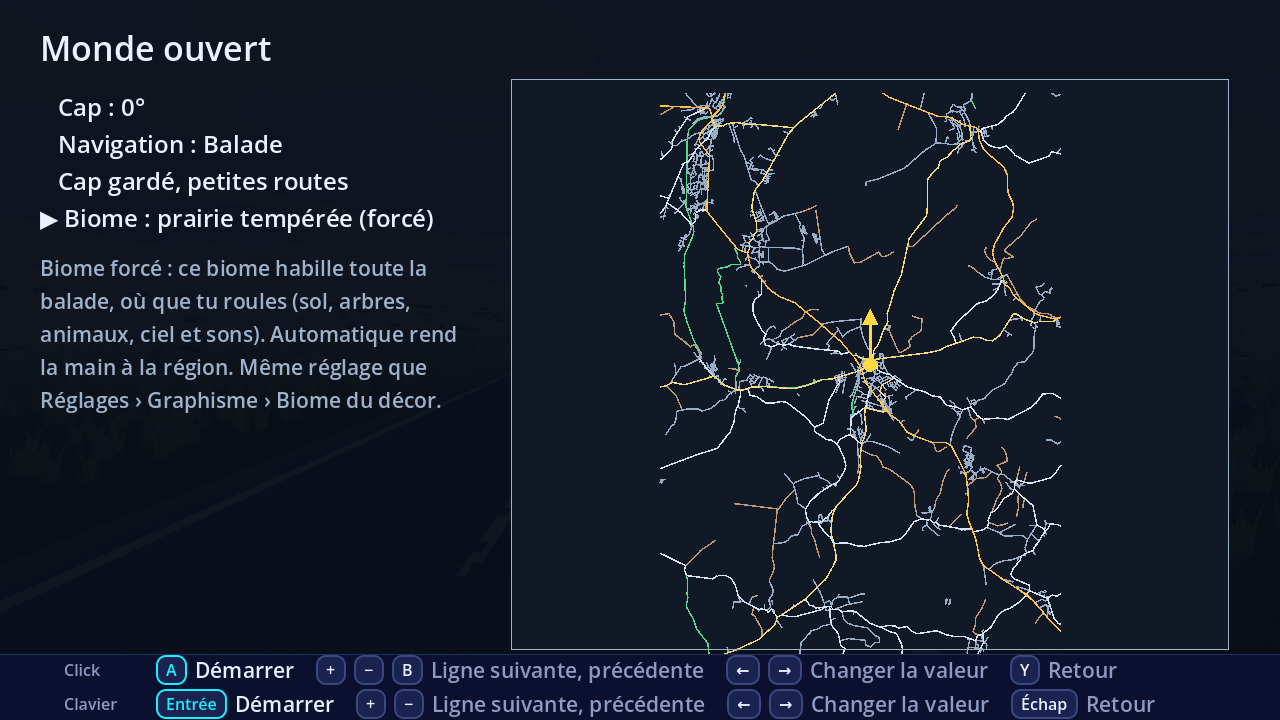 Monde ouvert
Cap : 0°
Navigation : Balade
Cap gardé, petites routes
▶ Biome : prairie tempérée (forcé)
Biome forcé : ce biome habille toute la
balade, où que tu roules (sol, arbres,
animaux, ciel et sons). Automatique rend
la main à la région. Même réglage que
Réglages › Graphisme › Biome du décor.
Click A Démarrer + − B Ligne suivante, précédente ← → Changer la valeur Y Retour
Clavier Entrée Démarrer + − Ligne suivante, précédente ← → Changer la valeur Échap Retour